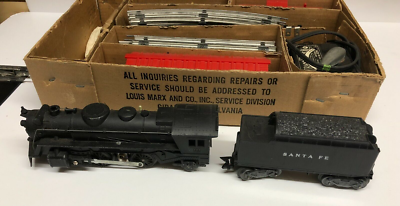 ALL INQUIRIES REGARDING REPAIRS OR
SERVICE SHOULD BE ADDRESSED TO
LOUIS MARX AND CO. INC., SERVICE DIVISION
SANTA FE